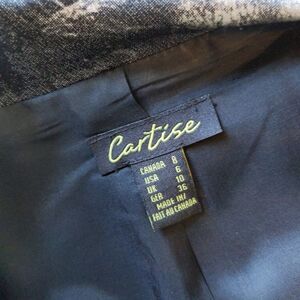 Cartise
CANADA 8
USA 6
UK 10
GER 36
MADE IN/
FAIT AU CANADA